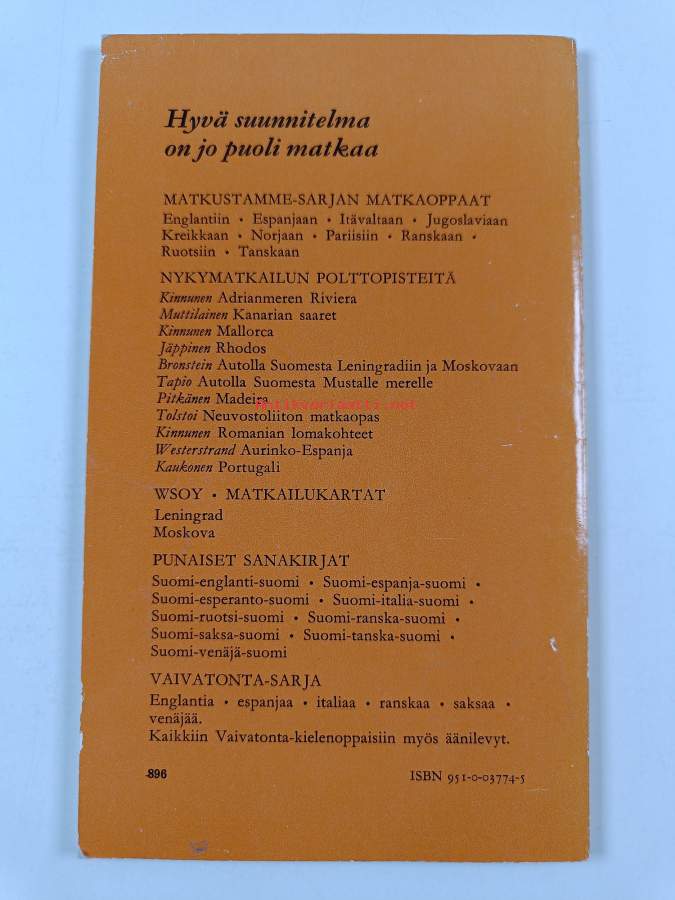 Hyvä suunnitelma
on jo puoli matkaa
MATKUSTAMME-SARJAN MATKAOPPAAT
Englantiin • Espanjaan • Itävaltaan • Jugoslaviaan
Kreikkaan • Norjaan • Pariisiin • Ranskaan •
Ruotsiin • Tanskaan
NYKYMATKAILUN POLTTOPISTEITÄ
Kinnunen Adrianmeren Riviera
Muttilainen Kanarian saaret
Kinnunen Mallorca
Jäppinen Rhodos
Bronstein Autolla Suomesta Leningradiin ja Moskovaan
Tapio Autolla Suomesta Mustalle merelle
Pitkänen Madeira
antikvariaatti.net
Tolstoi Neuvostoliiton matkaopas
Kinnunen Romanian lomakohteet
Westerstrand Aurinko-Espanja
Kaukonen Portugali
WSOY • MATKAILUKARTAT
Leningrad
Moskova
PUNAISET SANAKIRJAT
Suomi-englanti-suomi • Suomi-espanja-suomi •
Suomi-esperanto-suomi • Suomi-italia-suomi •
Suomi-ruotsi-suomi • Suomi-ranska-suomi •
Suomi-saksa-suomi • Suomi-tanska-suomi •
Suomi-venäjä-suomi
VAIVATONTA-SARJA
Englantia • espanjaa • italiaa • ranskaa • saksaa •
venäjää.
Kaikkiin Vaivatonta-kielenoppaisiin myös äänilevyt.
896 ISBN 951-0-03774-5